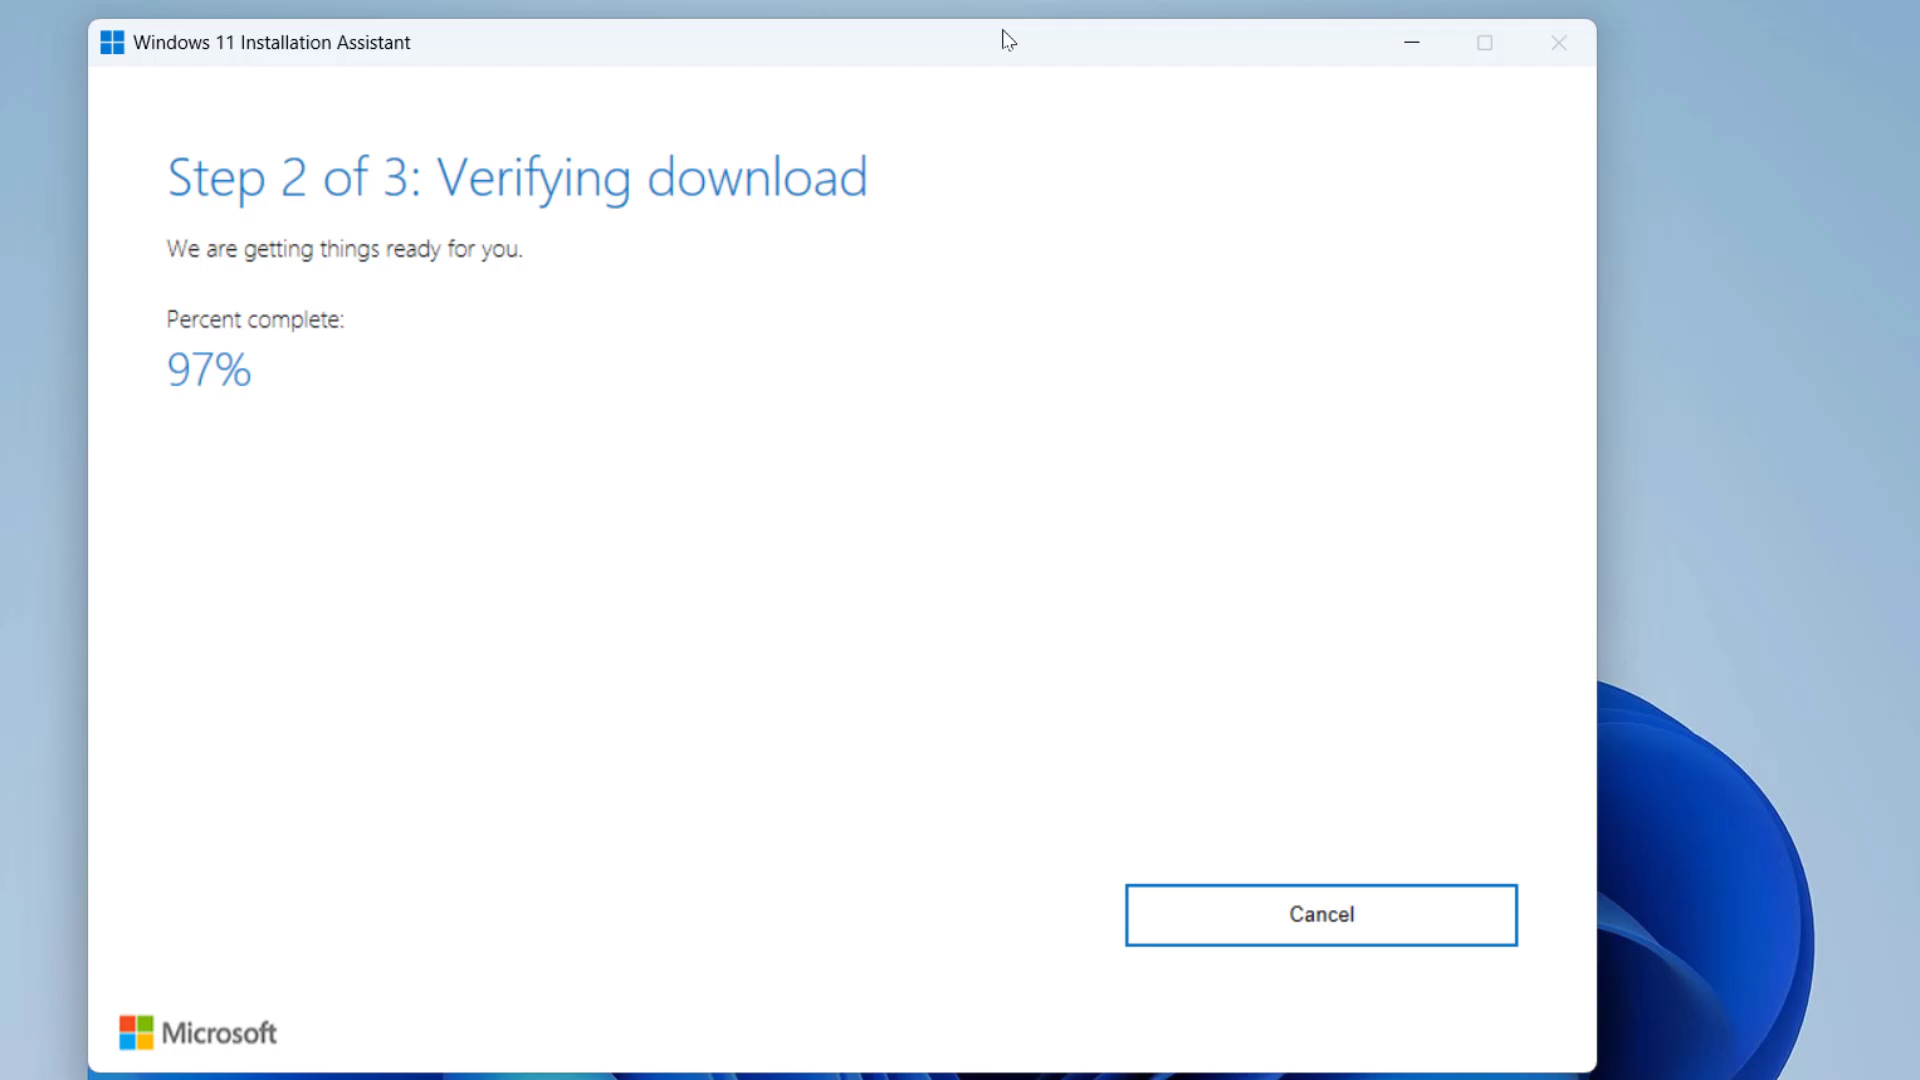 Windows 11 Installation Assistant
Step 2 of 3: Verifying download
We are getting things ready for you.
Percent complete:
97%
Cancel
Microsoft